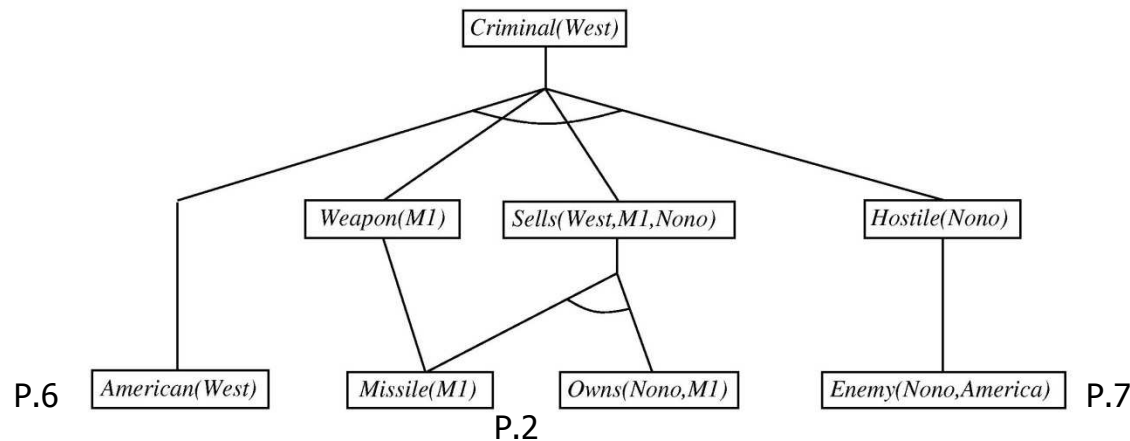 Criminal(West)
Weapon(M1)
Sells(West,M1,Nono)
Hostile(Nono)
P.6
American(West)
Missile(M1)
Owns(Nono,M1)
Enemy(Nono,America)
P.7
P.2